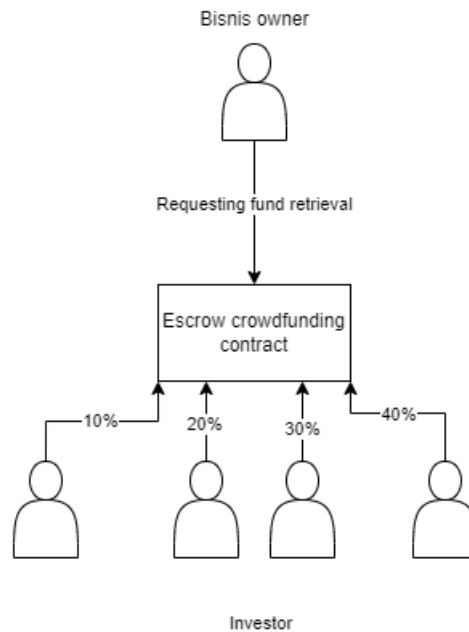 Bisnis owner
Requesting fund retrieval
Escrow crowdfunding
contract
10%
20%
30%
40%
Investor